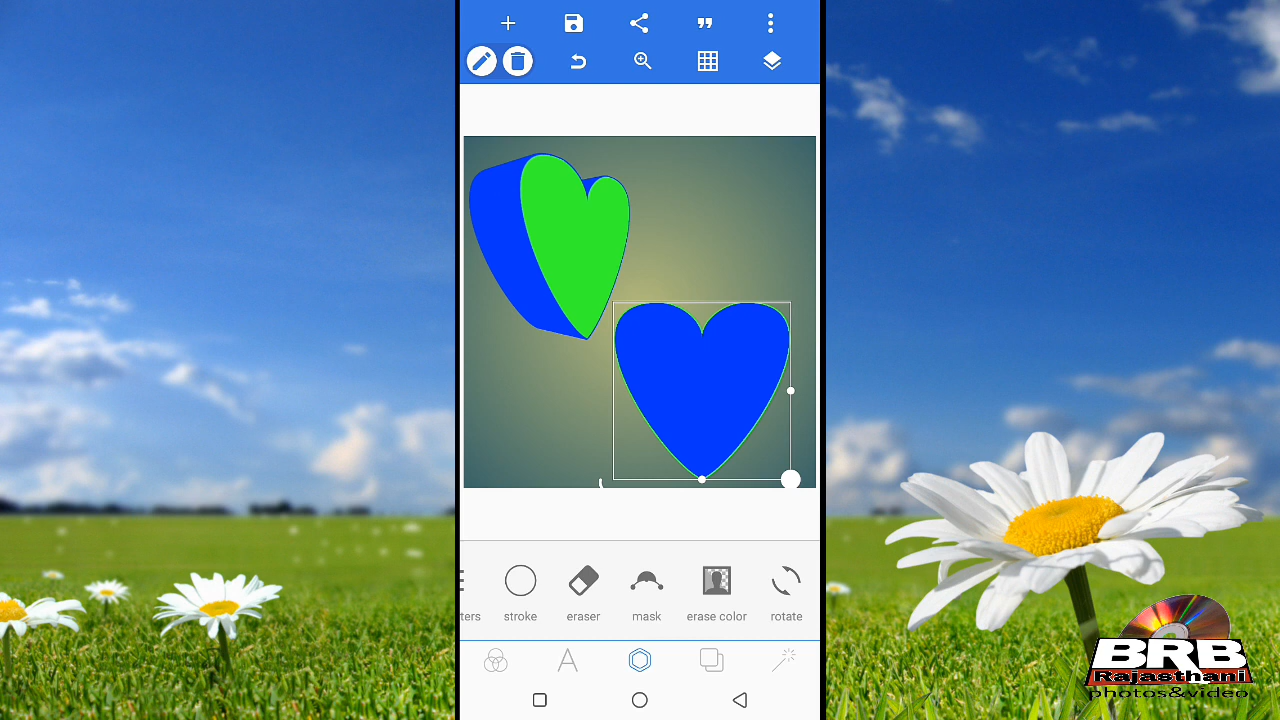 ters stroke eraser mask erase color rotate
BRB
Rajasthani
photos&video